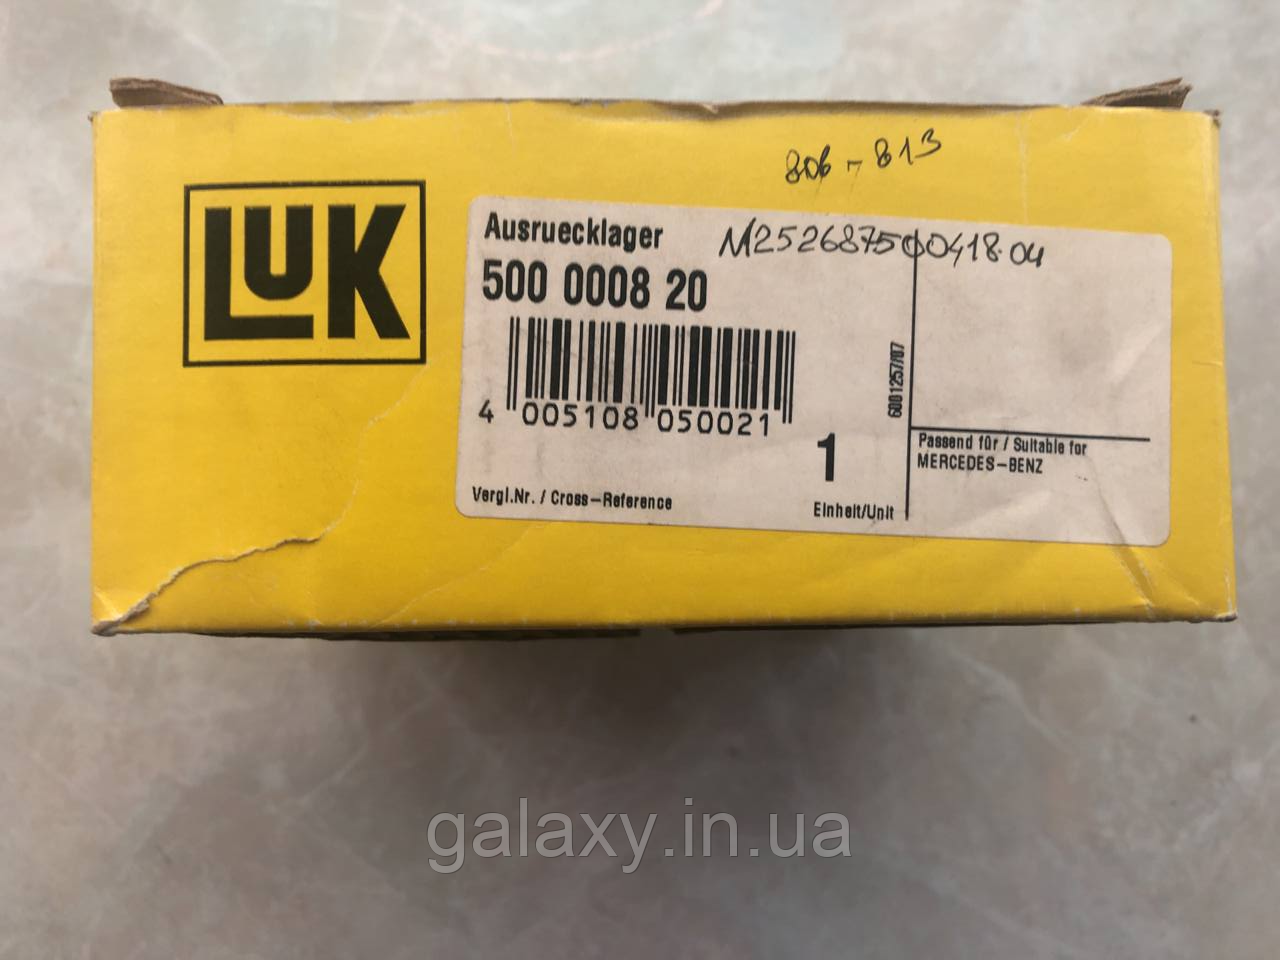 806-813
LUK
Ausruecklager
M252687500418.04
500 0008 20
4 005108 050021
6001257/07
1
Passend für / Suitable for
MERCEDES-BENZ
Vergl.Nr. / Cross-Reference
Einheit/Unit
galaxy.in.ua